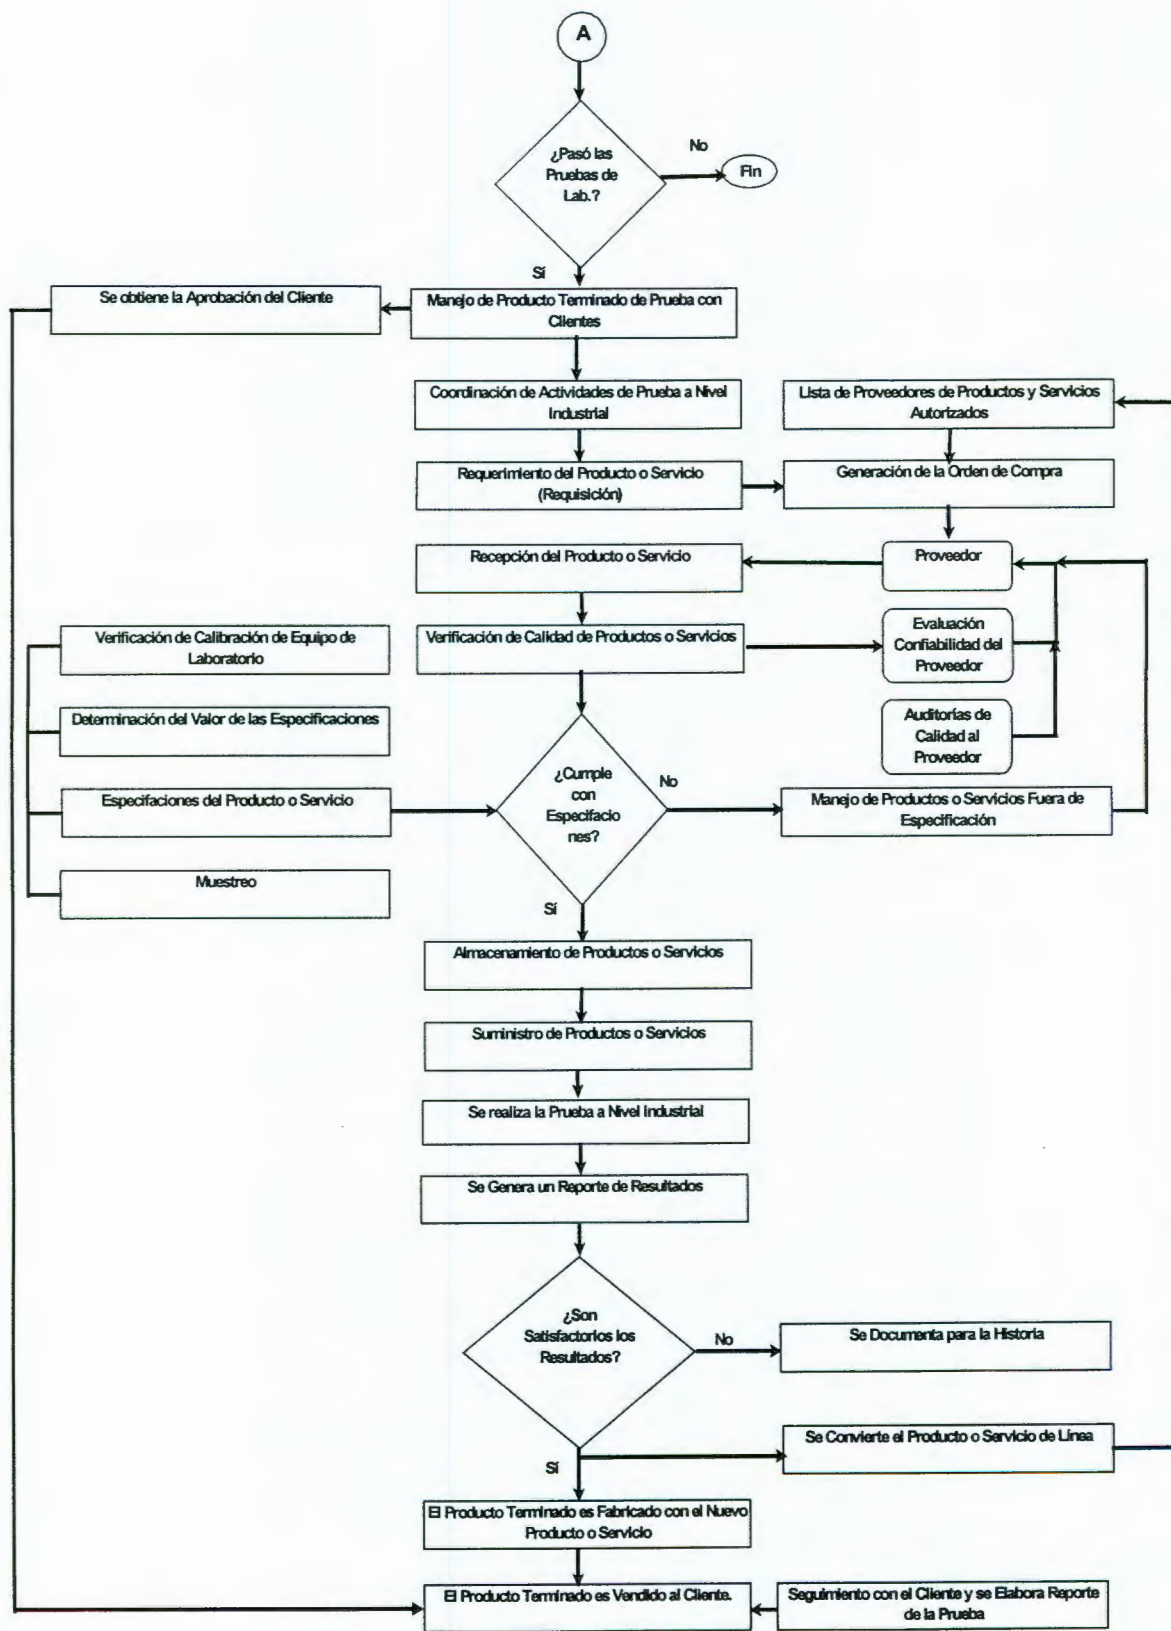 A
¿Pasó las
Pruebas de
Lab.?
No
Fin
Sí
Se obtiene la Aprobación del Cliente
Manejo de Producto Terminado de Prueba con
Clientes
Coordinación de Actividades de Prueba a Nivel
Industrial
Lista de Proveedores de Productos y Servicios
Autorizados
Requerimiento del Producto o Servicio
(Requisición)
Generación de la Orden de Compra
Recepción del Producto o Servicio
Proveedor
Verificación de Calibración de Equipo de
Laboratorio
Verificación de Calidad de Productos o Servicios
Evaluación
Confiabilidad del
Proveedor
Determinación del Valor de las Especificaciones
Auditorías de
Calidad al
Proveedor
Especifaciones del Producto o Servicio
¿Cumple
con
Especifacio
nes?
No
Manejo de Productos o Servicios Fuera de
Especificación
Muestreo
Sí
Almacenamiento de Productos o Servicios
Suministro de Productos o Servicios
Se realiza la Prueba a Nivel Industrial
Se Genera un Reporte de Resultados
¿Son
Satisfactorios los
Resultados?
No
Se Documenta para la Historia
Se Convierte el Producto o Servicio de Línea
Sí
El Producto Terminado es Fabricado con el Nuevo
Producto o Servicio
El Producto Terminado es Vendido al Cliente.
Seguimiento con el Cliente y se Elabora Reporte
de la Prueba